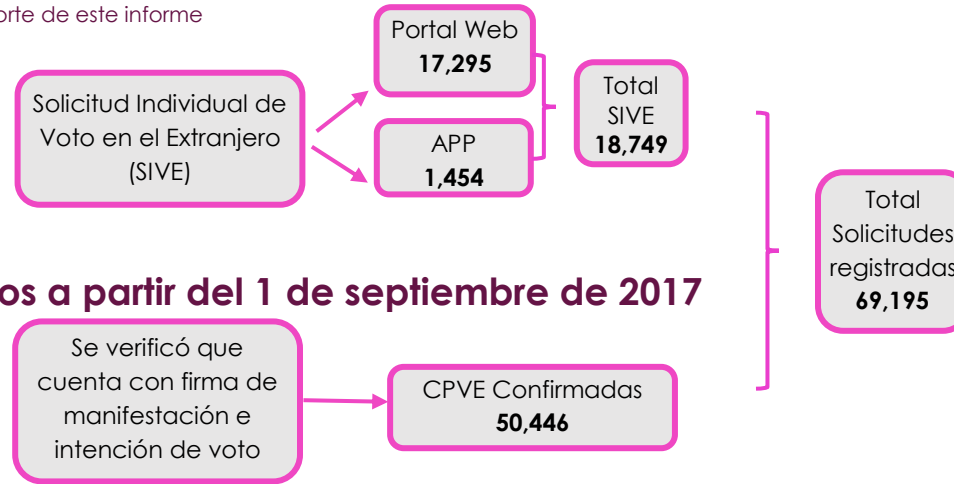 orte de este informe
Portal Web
17,295
Solicitud Individual de
Voto en el Extranjero
(SIVE)
APP
1,454
Total
SIVE
18,749
Total
Solicitudes
registradas
69,195
os a partir del 1 de septiembre de 2017
Se verificó que
cuenta con firma de
manifestación e
intención de voto
CPVE Confirmadas
50,446